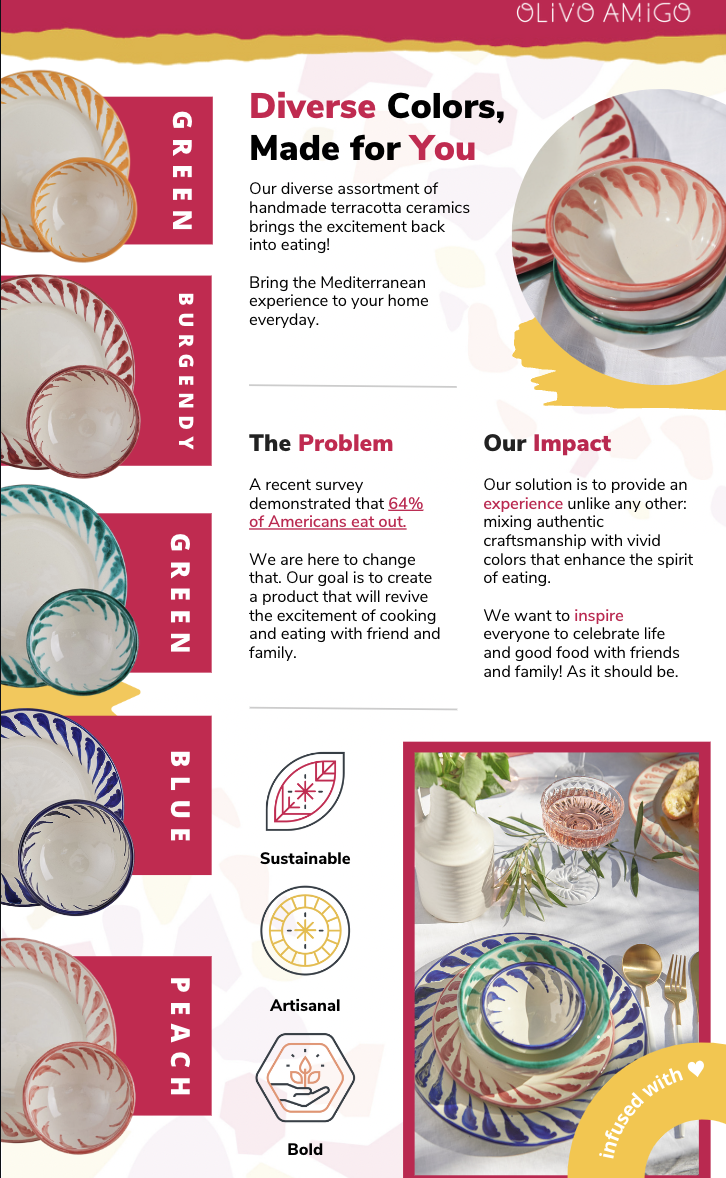 OLIVO AMIGO
Diverse Colors,
Made for You
Our diverse assortment of
handmade terracotta ceramics
brings the excitement back
into eating!
Bring the Mediterranean
experience to your home
everyday.
GREEN
BURGENDY
GREEN
BLUE
PEACH
The Problem
A recent survey
demonstrated that 64%
of Americans eat out.
We are here to change
that. Our goal is to create
a product that will revive
the excitement of cooking
and eating with friend and
family.
Our Impact
Our solution is to provide an
experience unlike any other:
mixing authentic
craftsmanship with vivid
colors that enhance the spirit
of eating.
We want to inspire
everyone to celebrate life
and good food with friends
and family! As it should be.
Sustainable
Artisanal
Bold
infused with ♥